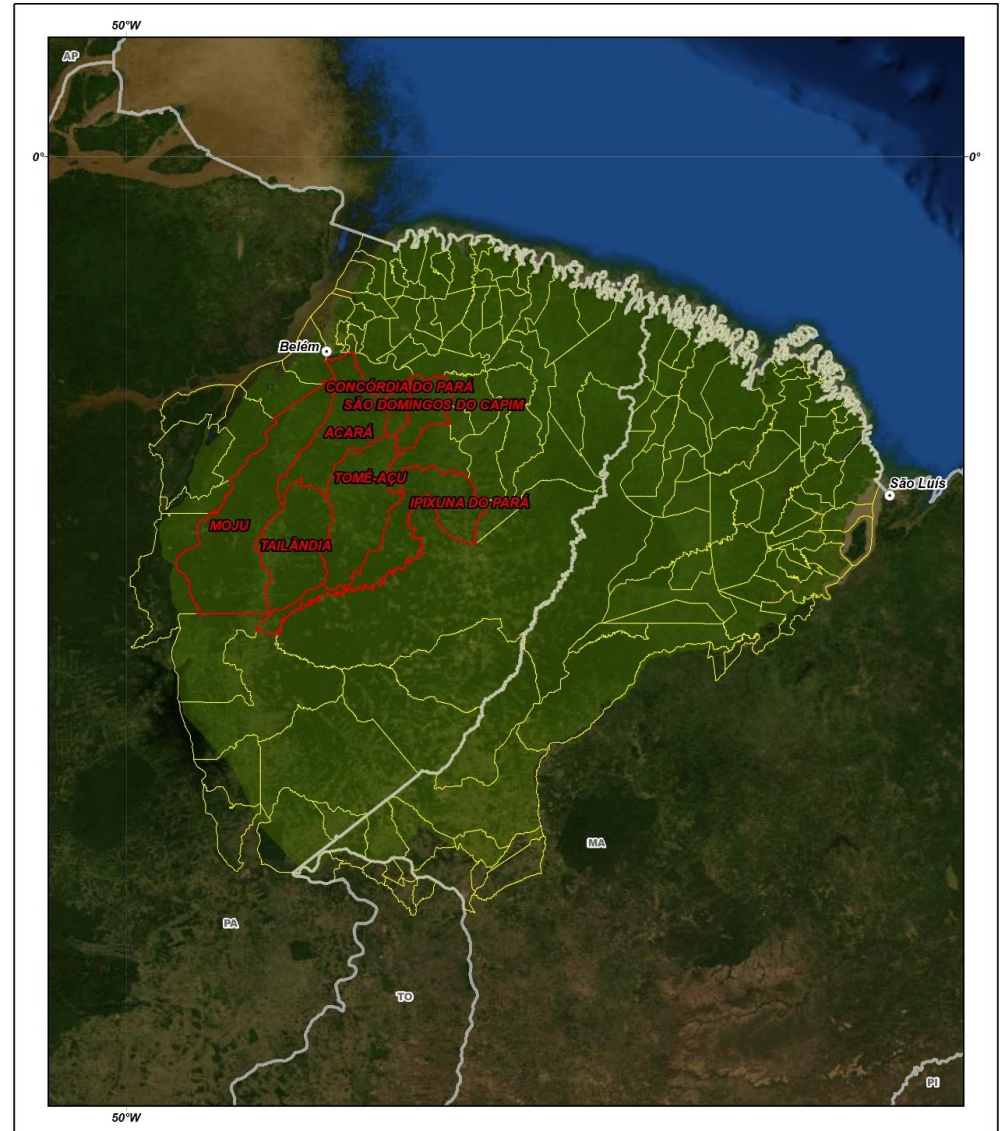 50°W
AP
0°
0°
Belém
CONCÓRDIA DO PARÁ
SÃO DOMINGOS DO CAPIM
ACARÁ
TOMÉ-AÇU
São Luís
IPIXUNA DO PARÁ
MOJU
TAILÂNDIA
MA
PA
TO
PI
50°W